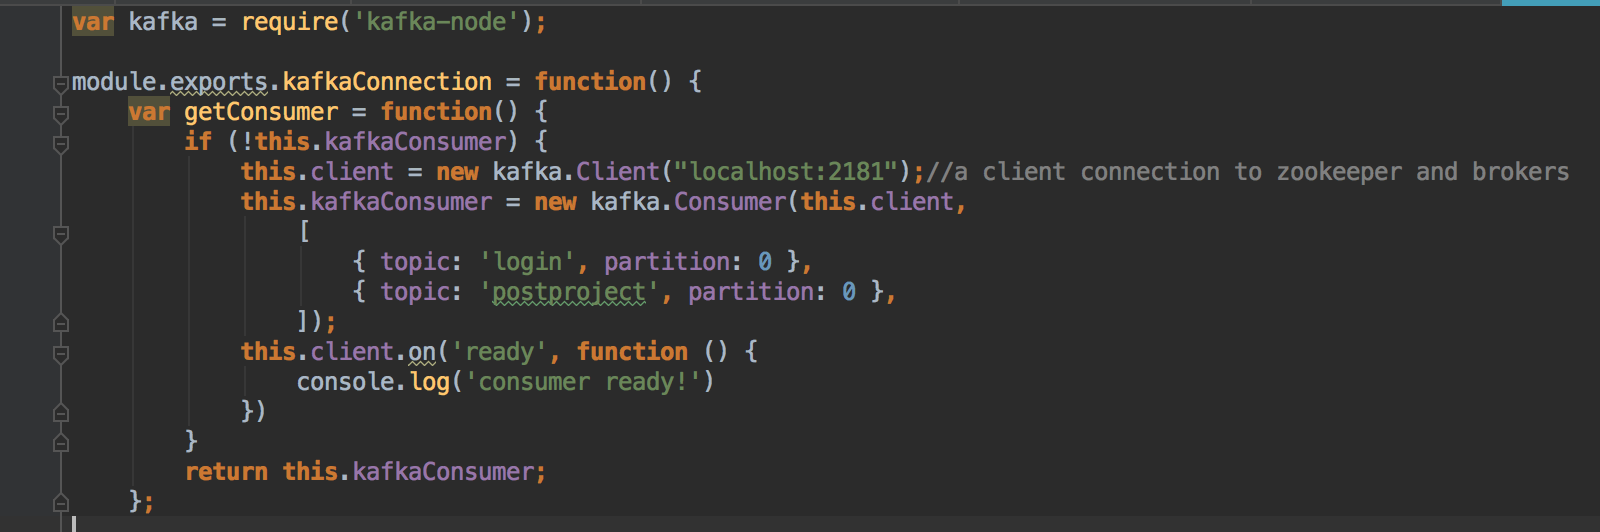 var kafka = require('kafka-node');
module.exports.kafkaConnection = function() {
var getConsumer = function() {
if (!this.kafkaConsumer) {
this.client = new kafka.Client("localhost:2181");//a client connection to zookeeper and brokers
this.kafkaConsumer = new kafka.Consumer(this.client,
[
{ topic: 'login', partition: 0 },
{ topic: 'postproject', partition: 0 },
]);
this.client.on('ready', function () {
console.log('consumer ready!')
})
}
return this.kafkaConsumer;
};